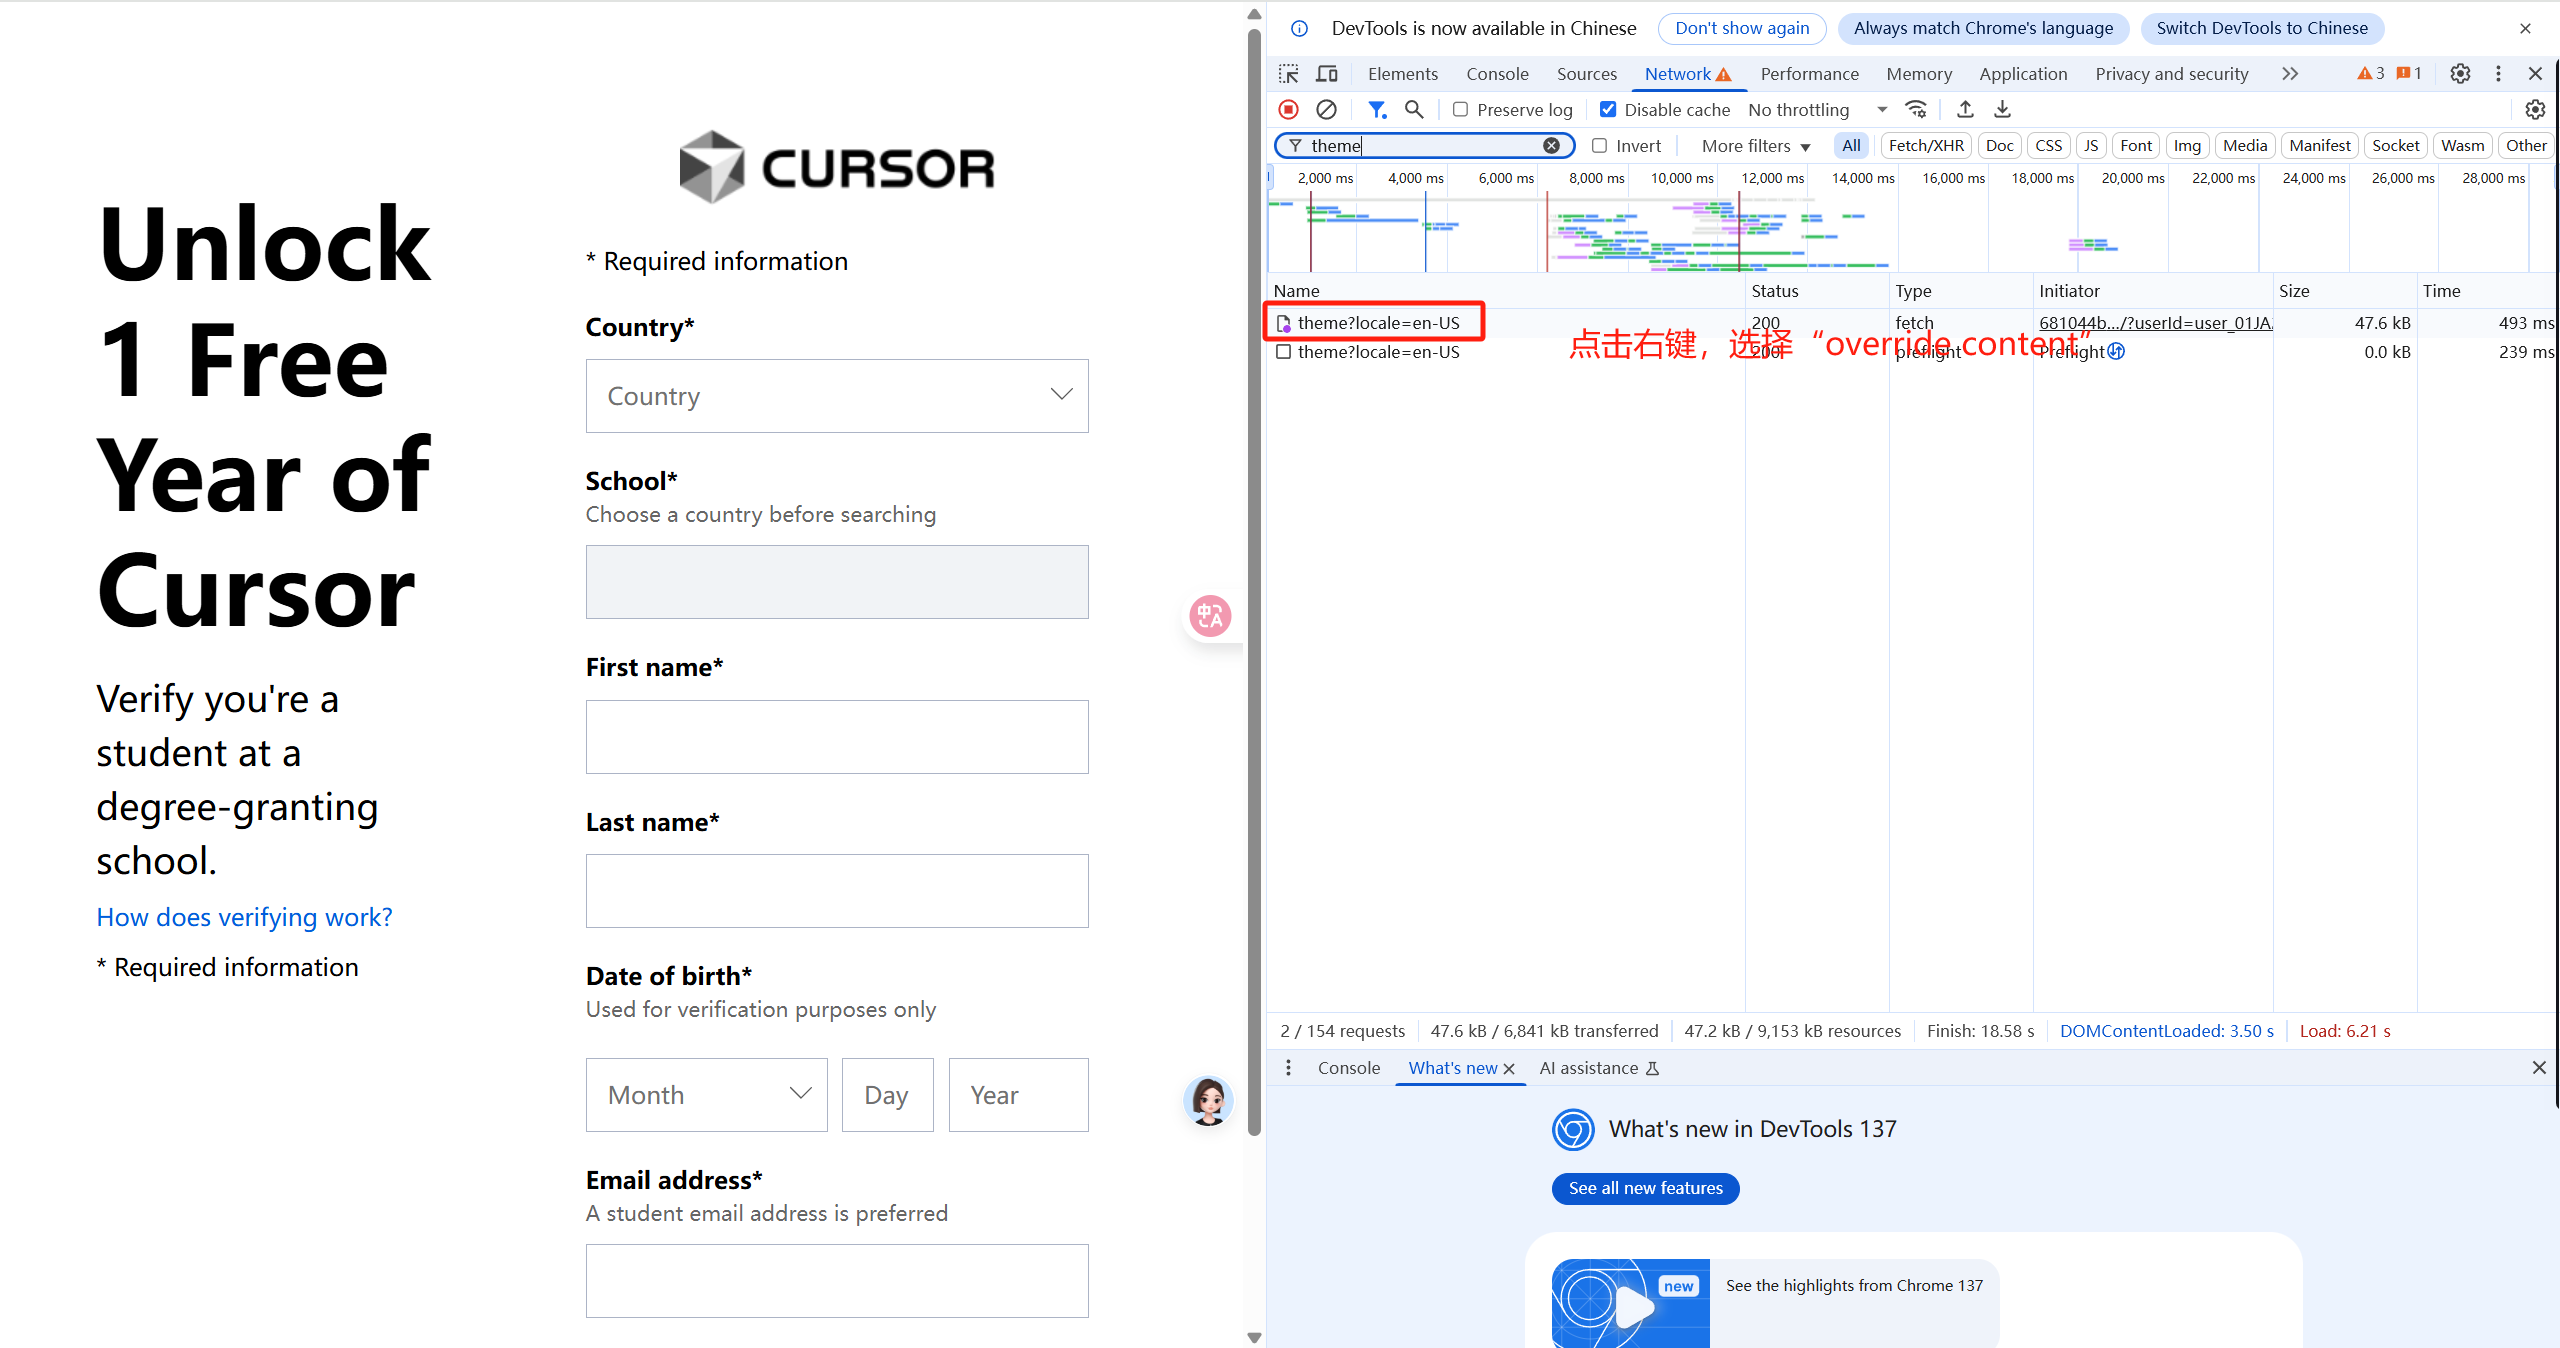 Unlock
1 Free
Year of
Cursor
Verify you're a
student at a
degree-granting
school.
How does verifying work?
* Required information
CURSOR
* Required information
Country*
Country
School*
Choose a country before searching
First name*
Last name*
Date of birth*
Used for verification purposes only
Month
Day
Year
Email address*
A student email address is preferred
中 A
DevTools is now available in Chinese
Don't show again
Always match Chrome's language
Switch DevTools to Chinese
Elements Console Sources Network Performance Memory Application Privacy and security 3 1
Preserve log Disable cache No throttling
theme Invert More filters All Fetch/XHR Doc CSS JS Font Img Media Manifest Socket Wasm Other
2,000 ms 4,000 ms 6,000 ms 8,000 ms 10,000 ms 12,000 ms 14,000 ms 16,000 ms 18,000 ms 20,000 ms 22,000 ms 24,000 ms 26,000 ms 28,000 ms
Name Status Type Initiator Size Time
theme?locale=en-US 200 fetch 681044b.../?userId=user_01JA 47.6 kB 493 ms
点击右键，选择“override content”
theme?locale=en-US 200 preflight Preflight 0.0 kB 239 ms
2 / 154 requests 47.6 kB / 6,841 kB transferred 47.2 kB / 9,153 kB resources Finish: 18.58 s DOMContentLoaded: 3.50 s Load: 6.21 s
Console What's new AI assistance
What's new in DevTools 137
See all new features
new
See the highlights from Chrome 137